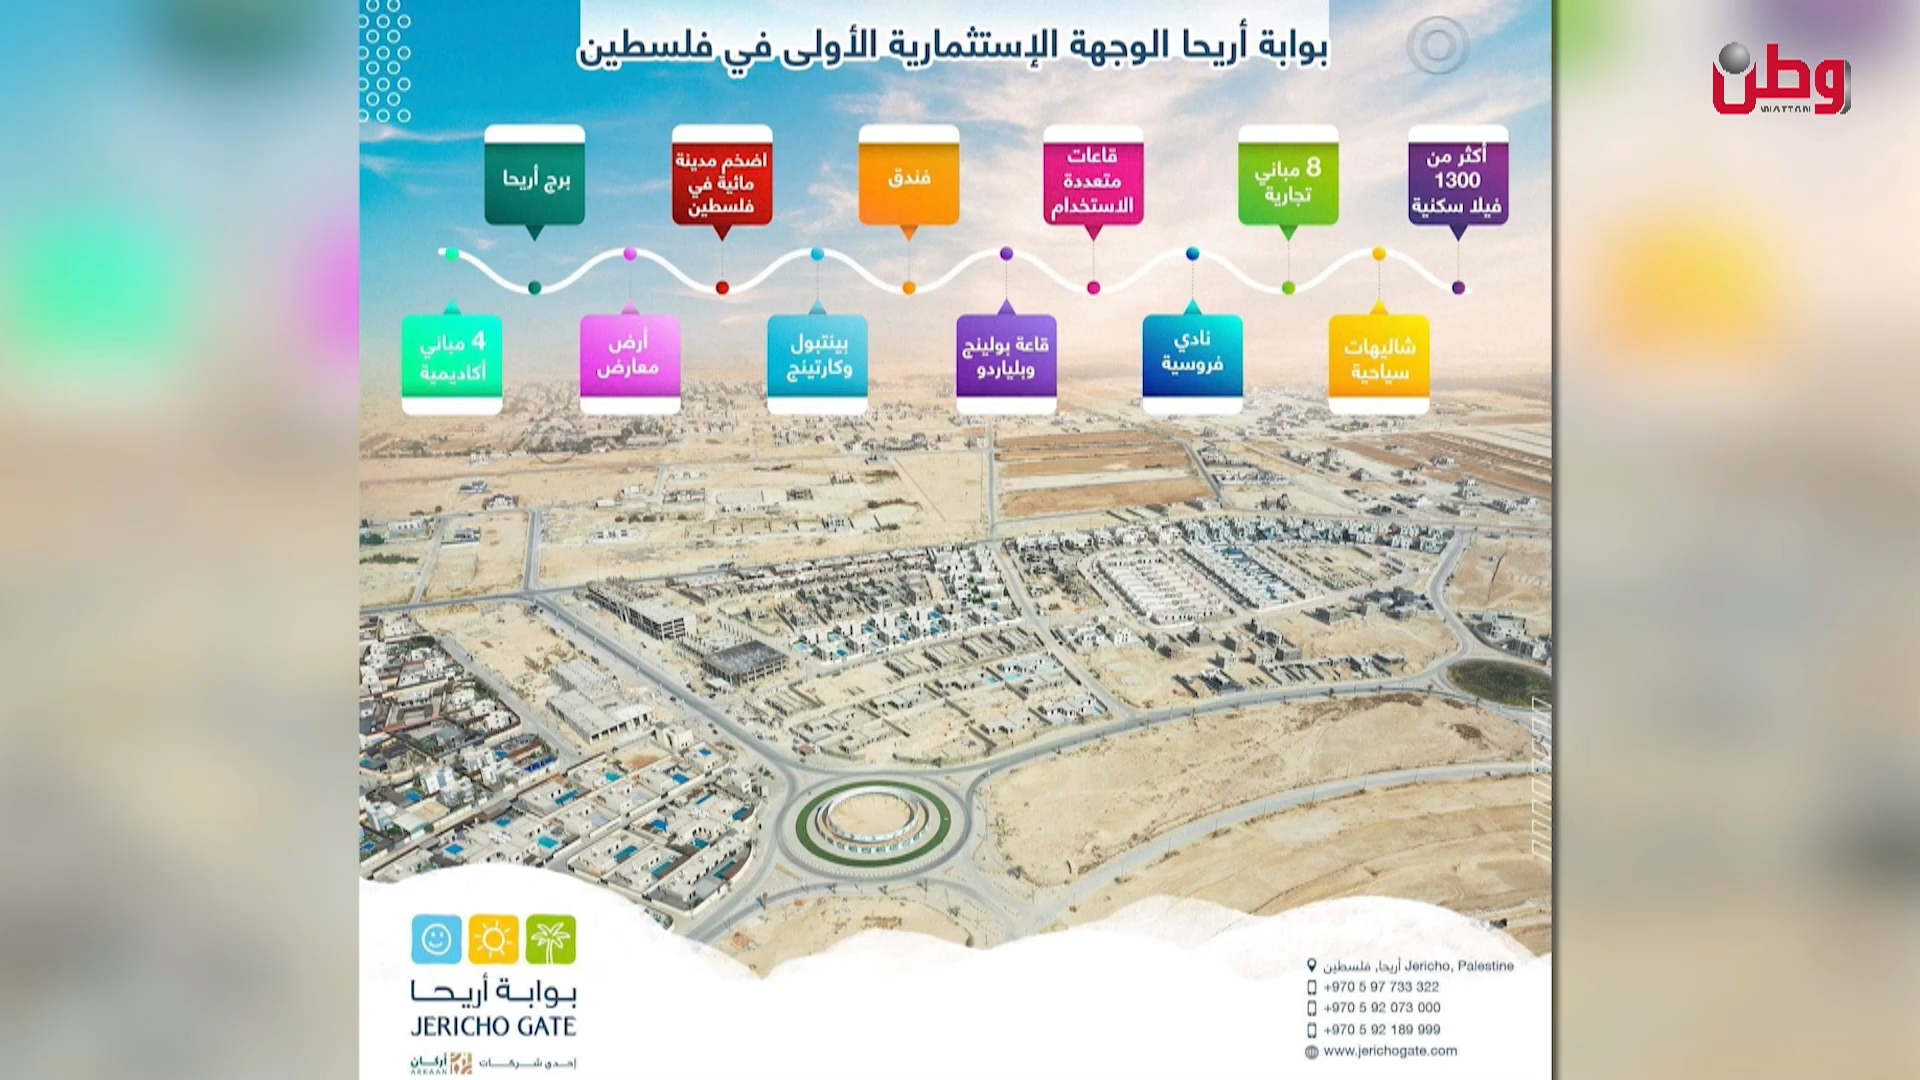 بوابة أريحا الوجهة الإستثمارية الأولى في فلسطين
وطن
WATTAN
أكثر من
1300
فيلا سكنية
8 مباني
تجارية
قاعات
متعددة
الاستخدام
فندق
اضخم مدينة
مائية في
فلسطين
برج أريحا
شاليهات
سياحية
نادي
فروسية
قاعة بولينج
وبلياردو
بينتبول
وكارتينج
أرض
معارض
4 مباني
أكاديمية
بوابة أريحا
JERICHO GATE
إحدى شركات أركان
ARKAAN
أريحا, فلسطين Jericho, Palestine
+970 5 97 733 322
+970 5 92 073 000
+970 5 92 189 999
www.jerichogate.com